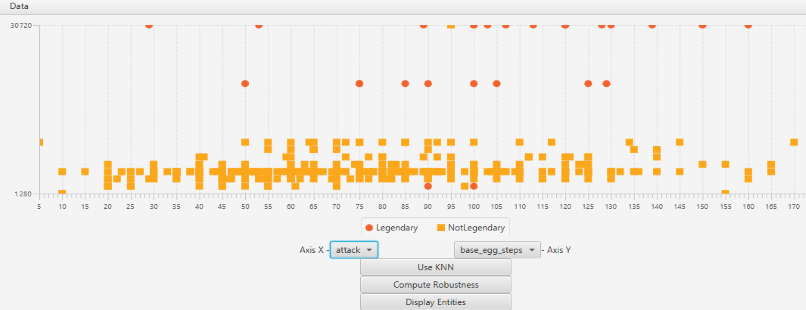 Data
30720
1280
5 10 15 20 25 30 35 40 45 50 55 60 65 70 75 80 85 90 95 100 105 110 115 120 125 130 135 140 145 150 155 160 165 170
Legendary NotLegendary
Axis X - attack base_egg_steps - Axis Y
Use KNN
Compute Robustness
Display Entities